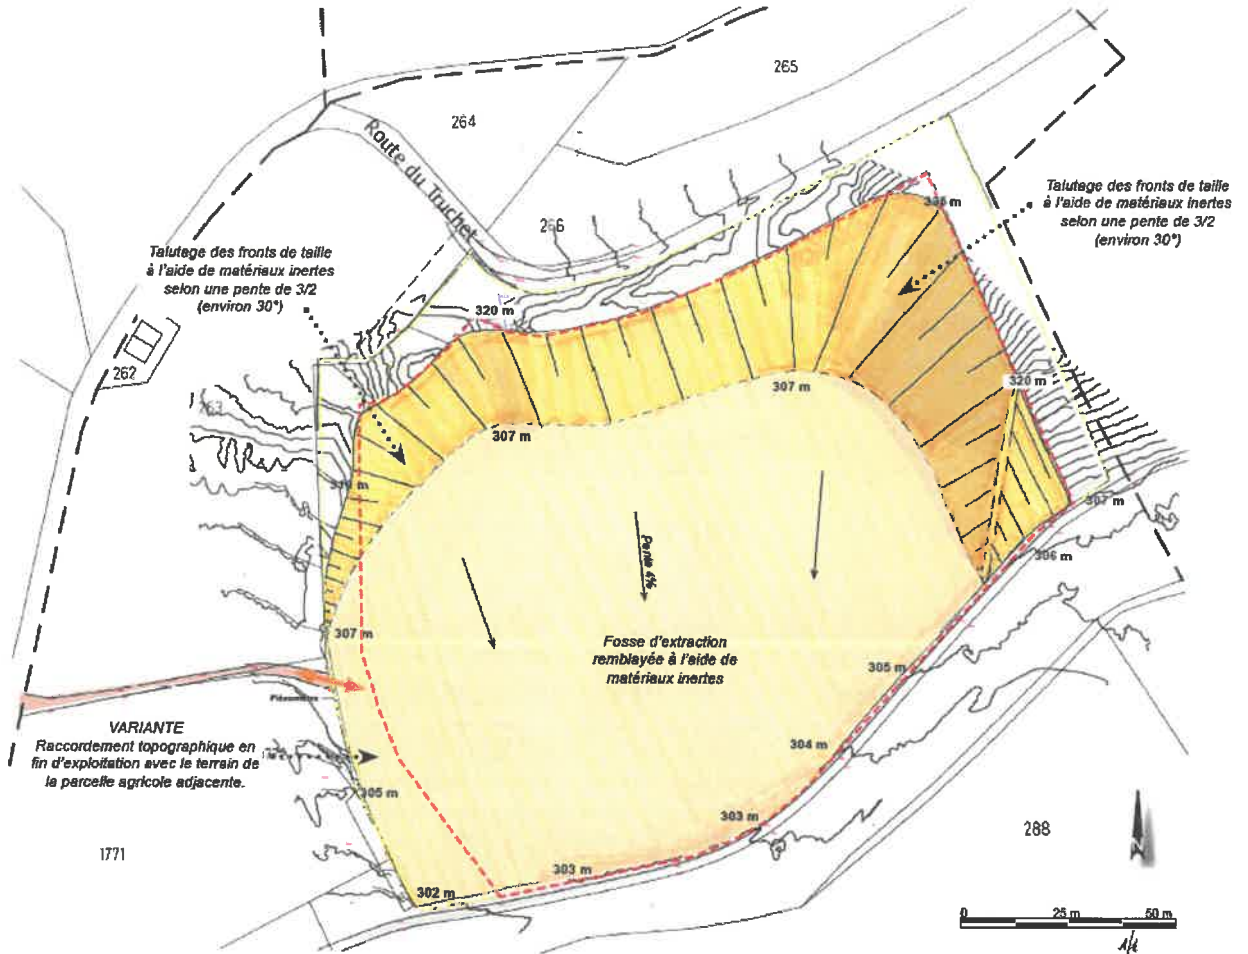 265
264
Route du Truchet
266
Talutage des fronts de taille
à l'aide de matériaux inertes
selon une pente de 3/2
(environ 30°)
Talutage des fronts de taille
à l'aide de matériaux inertes
selon une pente de 3/2
(environ 30°)
320 m
262
263
307 m
320 m
307 m
307 m
306 m
Pente 4%
307 m
Fosse d'extraction
remblayée à l'aide de
matériaux inertes
305 m
Piézomètre
VARIANTE
Raccordement topographique en
fin d'exploitation avec le terrain de
la parcelle agricole adjacente.
304 m
305 m
303 m
288
1771
303 m
302 m
N
0 25 m 50 m